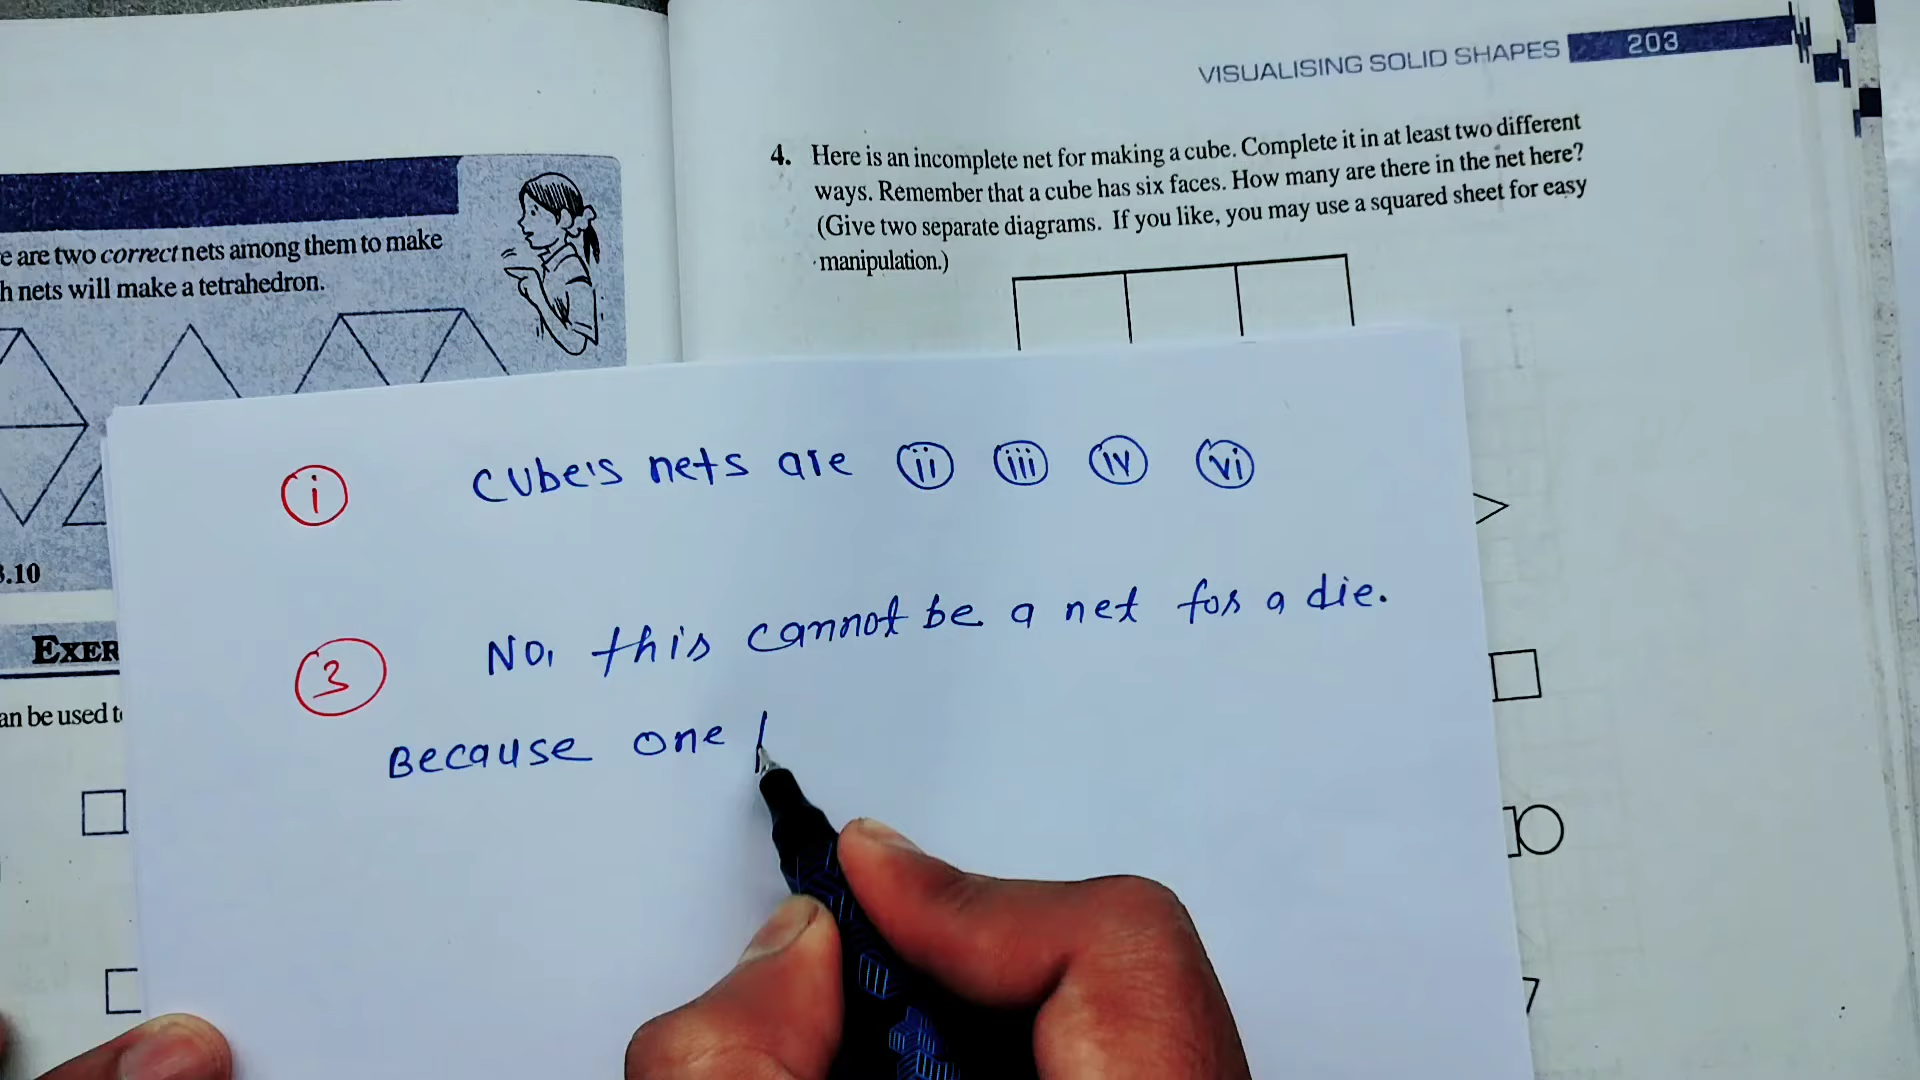 VISUALISING SOLID SHAPES 203
4. Here is an incomplete net for making a cube. Complete it in at least two different
ways. Remember that a cube has six faces. How many are there in the net here?
(Give two separate diagrams. If you like, you may use a squared sheet for easy
manipulation.)
e are two correct nets among them to make
h nets will make a tetrahedron.
3.10
EXER
an be used t
i cube's nets are ii iii iv vi
3 No, this cannot be a net for a die.
Because one